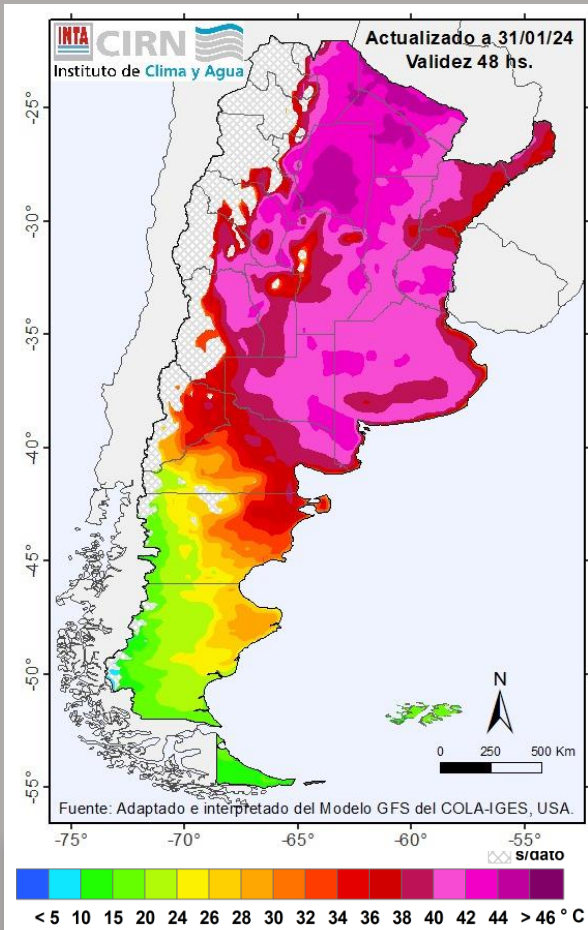 INTA CIRN
Instituto de Clima y Agua
Actualizado a 31/01/24
Validez 48 hs.
-25°
-30°
-35°
-40°
-45°
-50°
-55°
N
0 250 500 Km
Fuente: Adaptado e interpretado del Modelo GFS del COLA-IGES, USA.
-75° -70° -65° -60° -55°
s/dato
< 5 10 15 20 24 26 28 30 32 34 36 38 40 42 44 > 46 ° C